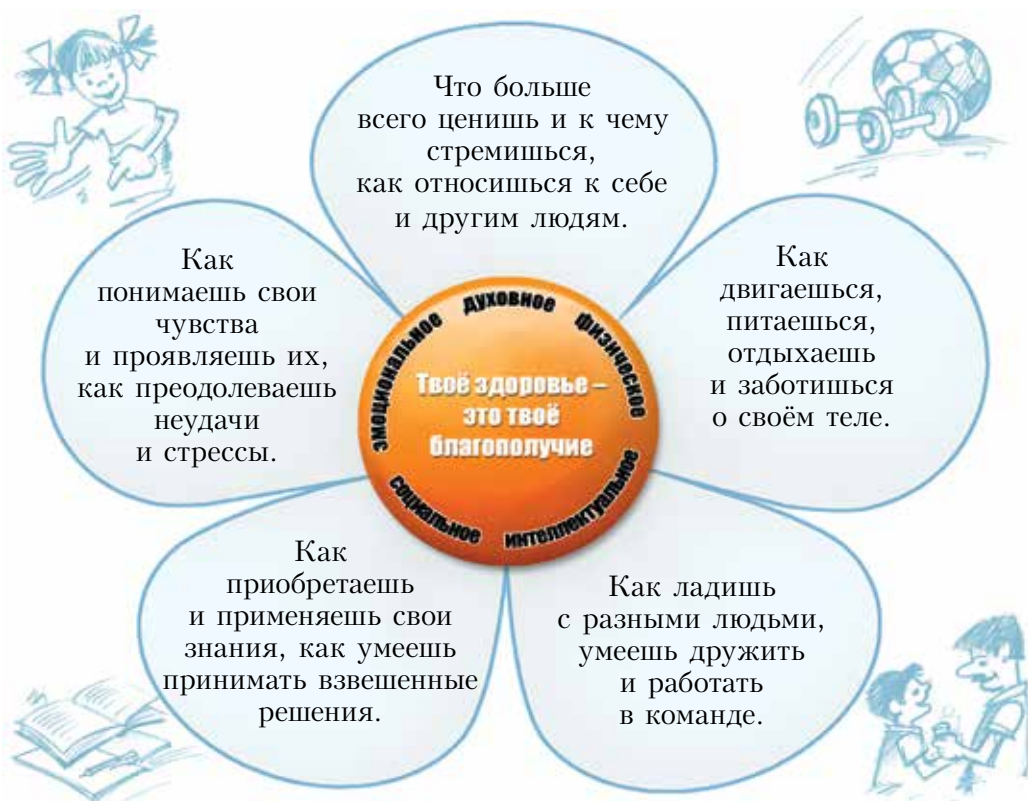 Что больше
всего ценишь и к чему
стремишься,
как относишься к себе
и другим людям.
Как
понимаешь свои
чувства
и проявляешь их,
как преодолеваешь
неудачи
и стрессы.
Как
двигаешься,
питаешься,
отдыхаешь
и заботишься
о своём теле.
эмоциональное
духовное
физическое
Твоё здоровье –
это твоё
благополучие
социальное
интеллектуальное
Как
приобретаешь
и применяешь свои
знания, как умеешь
принимать взвешенные
решения.
Как ладишь
с разными людьми,
умеешь дружить
и работать
в команде.